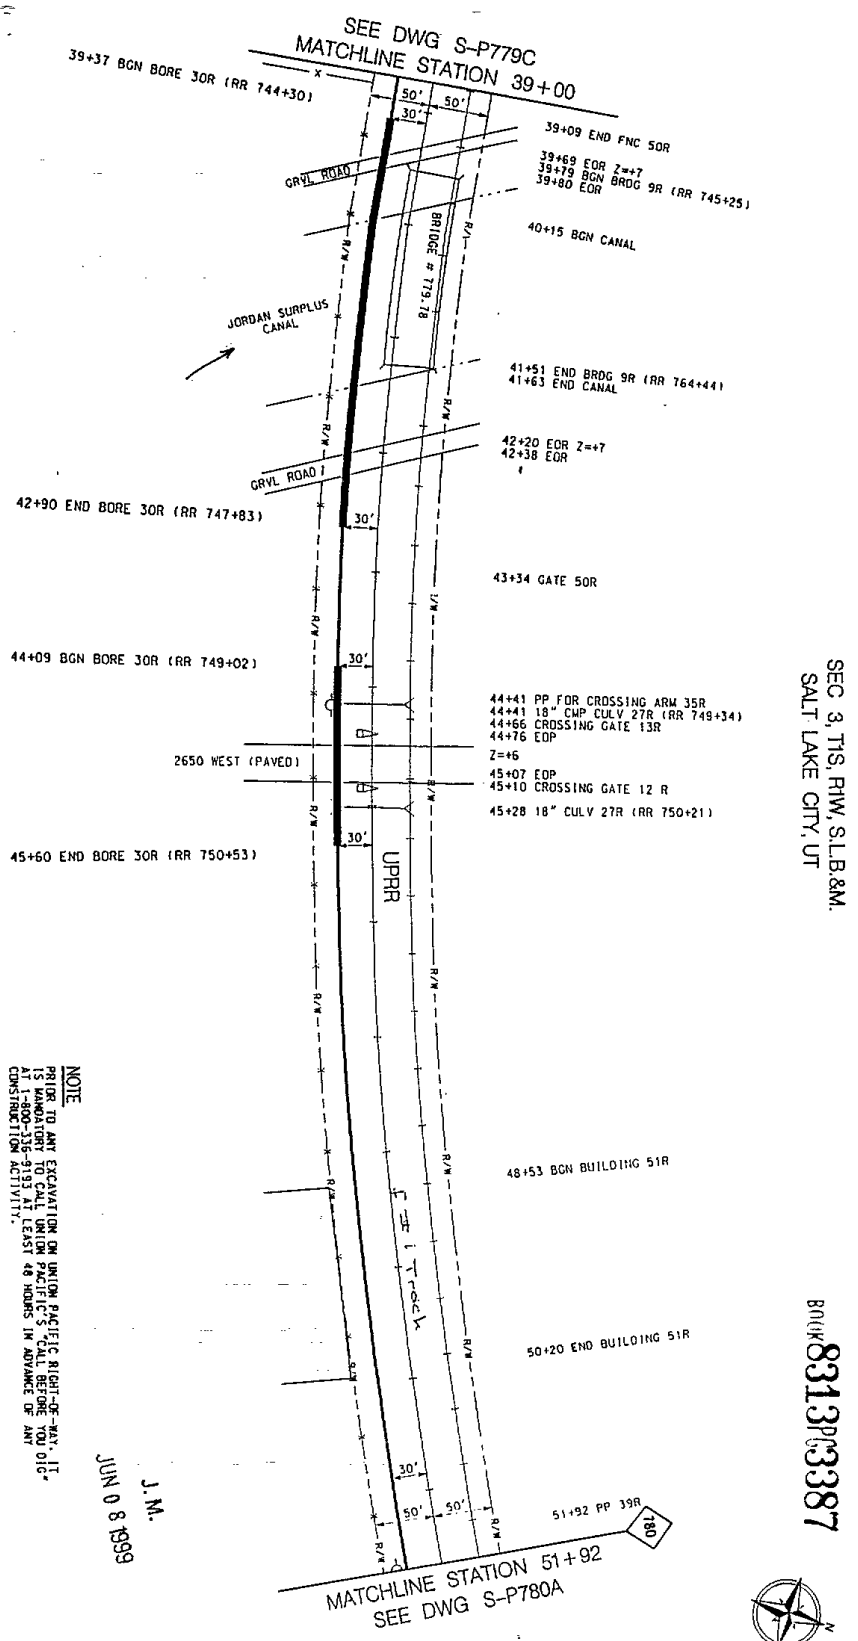 SEE DWG S-P779C
MATCHLINE STATION 39+00
39+37 BGN BORE 30R (RR 744+30)
X
50' 50'
30'
39+09 END FNC 50R
39+69 EOR Z=+7
39+79 BGN BRDG 9R (RR 745+25)
39+80 EOR
GRVL ROAD
40+15 BGN CANAL
R/W
BRIDGE # 779.78
JORDAN SURPLUS
CANAL
41+51 END BRDG 9R (RR 764+44)
41+63 END CANAL
R/W
R/W
42+20 EOR Z=+7
42+38 EOR
GRVL ROAD
42+90 END BORE 30R (RR 747+83)
30'
43+34 GATE 50R
R/W
44+09 BGN BORE 30R (RR 749+02)
30'
44+41 PP FOR CROSSING ARM 35R
44+41 18" CMP CULV 27R (RR 749+34)
44+66 CROSSING GATE 13R
44+76 EOP
2650 WEST (PAVED)
Z=+6
45+07 EOP
45+10 CROSSING GATE 12 R
45+28 18" CULV 27R (RR 750+21)
R/W
R/W
45+60 END BORE 30R (RR 750+53)
30'
UPRR
R/W
R/W
48+53 BGN BUILDING 51R
R/W
R/W
Track
50+20 END BUILDING 51R
R/W
R/W
30'
50' 50'
R/W
R/W
51+92 PP 39R
780
MATCHLINE STATION 51+92
SEE DWG S-P780A
SEC 3, T1S, R1W, S.L.B.&M.
SALT LAKE CITY, UT
BOOK 8313 PG 3387
N
NOTE
PRIOR TO ANY EXCAVATION ON UNION PACIFIC RIGHT-OF-WAY, IT
IS MANDATORY TO CALL UNION PACIFIC'S "CALL BEFORE YOU DIG"
AT 1-800-336-9193 AT LEAST 48 HOURS IN ADVANCE OF ANY
CONSTRUCTION ACTIVITY.
J.M.
JUN 08 1999